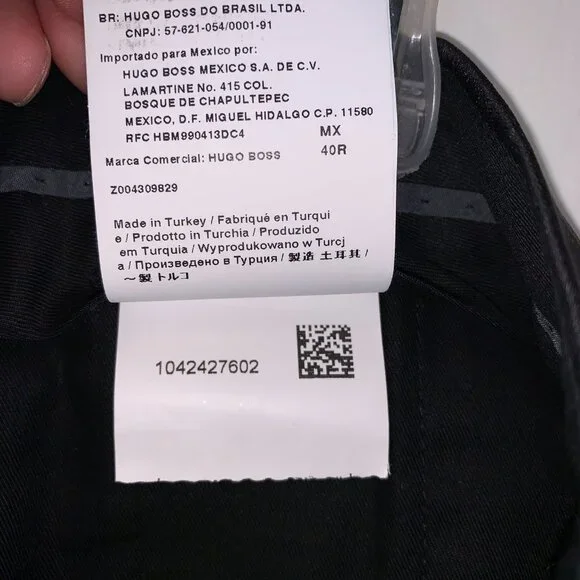 BR: HUGO BOSS DO BRASIL LTDA.
CNPJ: 57-621-054/0001-91
Importado para Mexico por:
HUGO BOSS MEXICO S.A. DE C.V.
LAMARTINE No. 415 COL.
BOSQUE DE CHAPULTEPEC
MEXICO, D.F. MIGUEL HIDALGO C.P. 11580
RFC HBM990413DC4 MX
Marca Comercial: HUGO BOSS 40R
Z004309829
Made in Turkey / Fabriqué en Turqui
e / Prodotto in Turchia / Produzido
em Turquia / Wyprodukowano w Turcj
a / Произведено в Турции / 製造 土耳其 /
～製 トルコ
1042427602